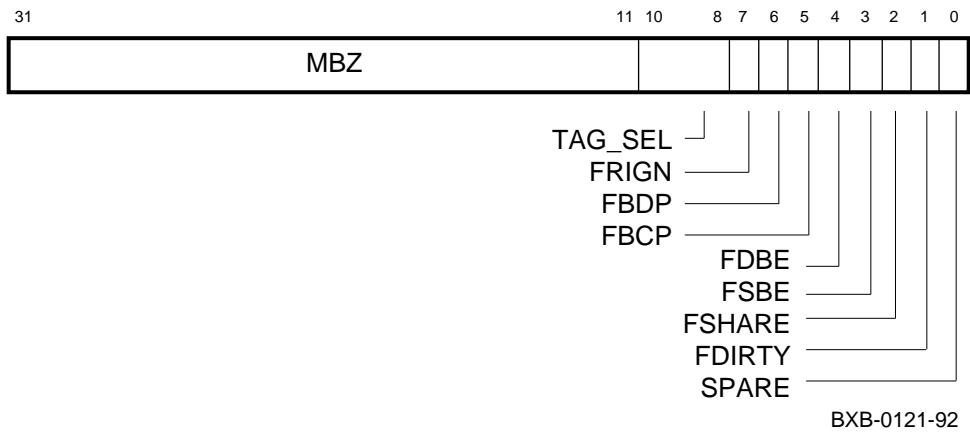 31 11 10 8 7 6 5 4 3 2 1 0
MBZ
TAG_SEL
FRIGN
FBDP
FBCP
FDBE
FSBE
FSHARE
FDIRTY
SPARE
BXB-0121-92